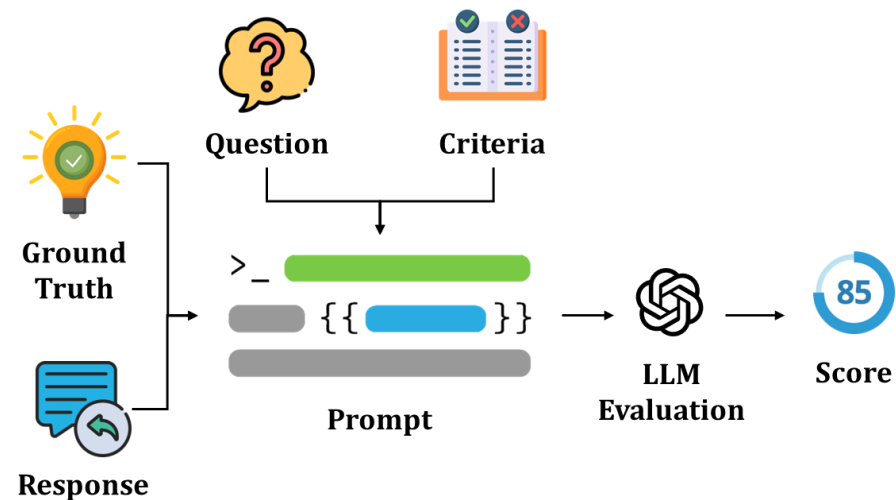 Question
Criteria
Ground
Truth
>_
{{ }}
Prompt
Response
LLM
Evaluation
85
Score